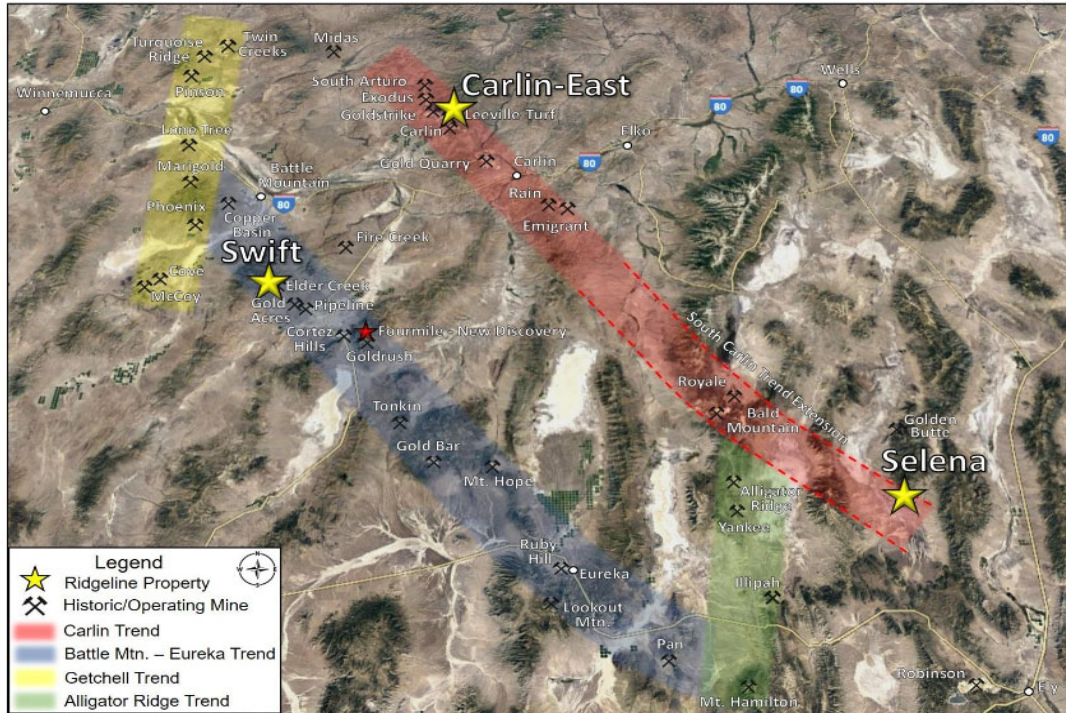 Turquoise
Ridge
Twin
Creeks
Midas
Pinson
Winnemucca
South Arturo
Exodus
Goldstrike
Carlin-East
Leeville Turf
Carlin
Wells
80
80
Elko
80
Lone Tree
Marigold
Gold Quarry
Carlin
Battle
Mountain
80
Rain
Emigrant
Phoenix
Copper
Basin
Fire Creek
Swift
Cove
McCoy
Elder Creek
Gold
Acres
Pipeline
Cortez
Hills
Fourmile - New Discovery
Goldrush
South Carlin Trend Extension
Royale
Bald
Mountain
Golden
Butte
Selena
Tonkin
Gold Bar
Mt. Hope
Alligator
Ridge
Yankee
Ruby
Hill
Eureka
Illipah
Lookout
Mtn.
Pan
Mt. Hamilton
Robinson
Ely
Legend
N
Ridgeline Property
Historic/Operating Mine
Carlin Trend
Battle Mtn. – Eureka Trend
Getchell Trend
Alligator Ridge Trend